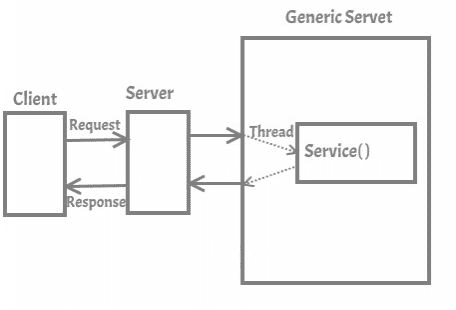 Generic Servet
Client
Server
Request
Thread
Service()
Response